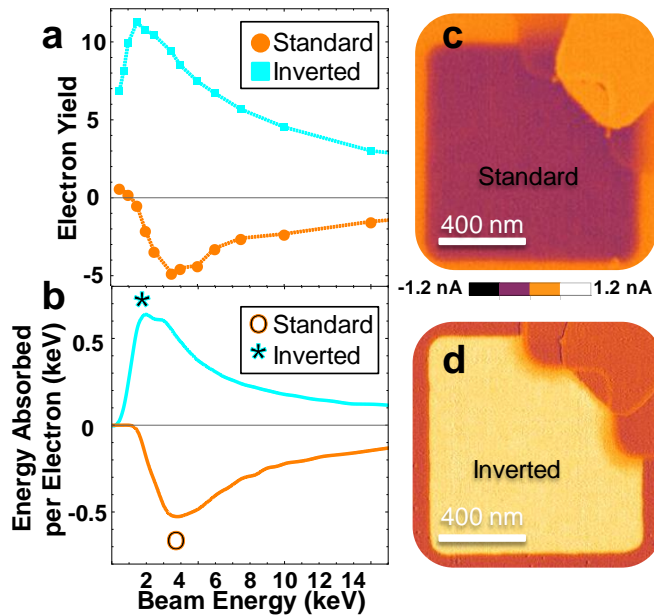 a
Electron Yield
10
5
0
-5
Standard
Inverted
b
Energy Absorbed
per Electron (keV)
0.5
0
-0.5
*
O Standard
* Inverted
O
2 4 6 8 10 12 14
Beam Energy (keV)
c
Standard
400 nm
-1.2 nA 1.2 nA
d
Inverted
400 nm